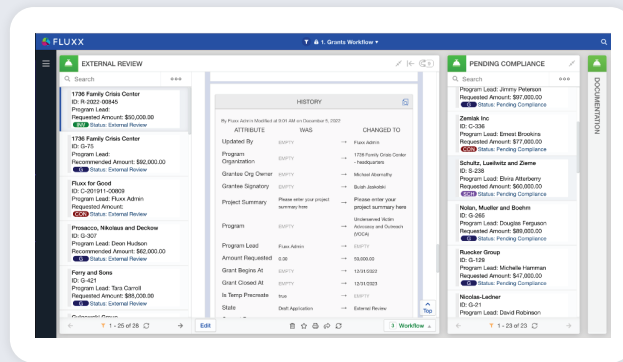 FLUXX
1. Grants Workflow
EXTERNAL REVIEW
Search
1736 Family Crisis Center
ID: R-2022-00845
Program Lead:
Requested Amount: $50,000.00
Status: External Review
1736 Family Crisis Center
ID: G-75
Program Lead:
Recommended Amount: $92,000.00
G Status: External Review
Fluxx for Good
ID: C-201911-00809
Program Lead: Fluxx Admin
Requested Amount:
CON Status: External Review
Prosacco, Nikolaus and Deckow
ID: G-307
Program Lead: Deon Hudson
Recommended Amount: $62,000.00
G Status: External Review
Ferry and Sons
ID: G-421
Program Lead: Tara Carroll
Requested Amount: $88,000.00
G Status: External Review
1 - 25 of 28
HISTORY
By Fluxx Admin Modified at 9:01 AM on December 5, 2022
ATTRIBUTE WAS CHANGED TO
Updated By EMPTY → Fluxx Admin
Program Organization EMPTY → 1736 Family Crisis Center - headquarters
Grantee Org Owner EMPTY → Michael Abernathy
Grantee Signatory EMPTY → Beulah Jaskolski
Project Summary Please enter your project summary here → Please enter your project summary here
Program EMPTY → Underserved Victim Advocacy and Outreach (VOCA)
Program Lead Fluxx Admin → EMPTY
Amount Requested 0.00 → 50,000.00
Grant Begins At EMPTY → 12/31/2022
Grant Closed At EMPTY → 12/31/2023
Is Temp Precreate true → EMPTY
State Draft Application → External Review
Top
Edit
Workflow
PENDING COMPLIANCE
Search
Program Lead: Jimmy Peterson
Requested Amount: $97,000.00
G Status: Pending Compliance
Zemlak Inc
ID: C-336
Program Lead: Ernest Brookins
Requested Amount: $77,000.00
CON Status: Pending Compliance
Schultz, Lueilwitz and Zieme
ID: S-238
Program Lead: Elvira Atterberry
Requested Amount: $60,000.00
SCH Status: Pending Compliance
Nolan, Mueller and Boehm
ID: G-265
Program Lead: Douglas Ferguson
Requested Amount: $89,000.00
G Status: Pending Compliance
Ruecker Group
ID: G-129
Program Lead: Michelle Hamman
Requested Amount: $47,000.00
G Status: Pending Compliance
Nicolas-Ledner
ID: G-21
Program Lead: David Robinson
1 - 23 of 23
DOCUMENTATION